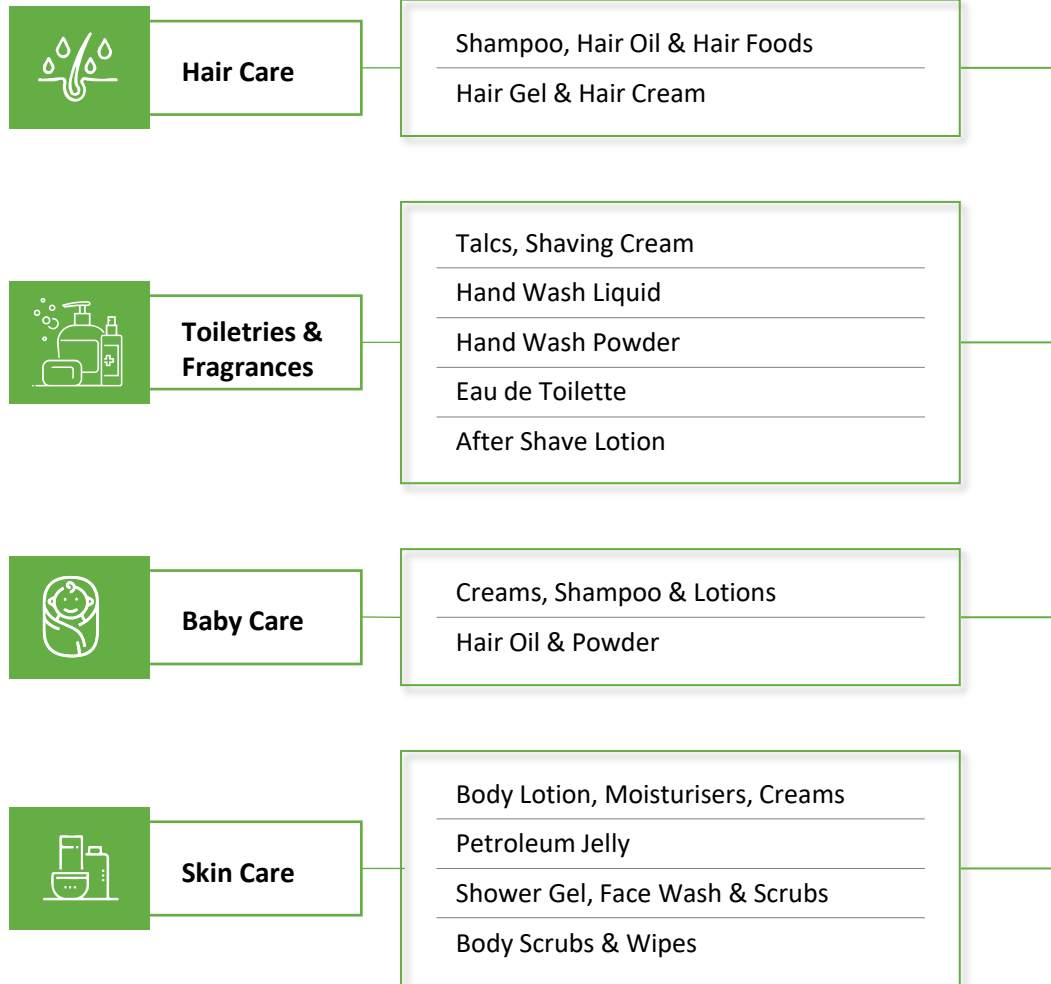 Hair Care
Shampoo, Hair Oil & Hair Foods
Hair Gel & Hair Cream
Toiletries &
Fragrances
Talcs, Shaving Cream
Hand Wash Liquid
Hand Wash Powder
Eau de Toilette
After Shave Lotion
Baby Care
Creams, Shampoo & Lotions
Hair Oil & Powder
Skin Care
Body Lotion, Moisturisers, Creams
Petroleum Jelly
Shower Gel, Face Wash & Scrubs
Body Scrubs & Wipes